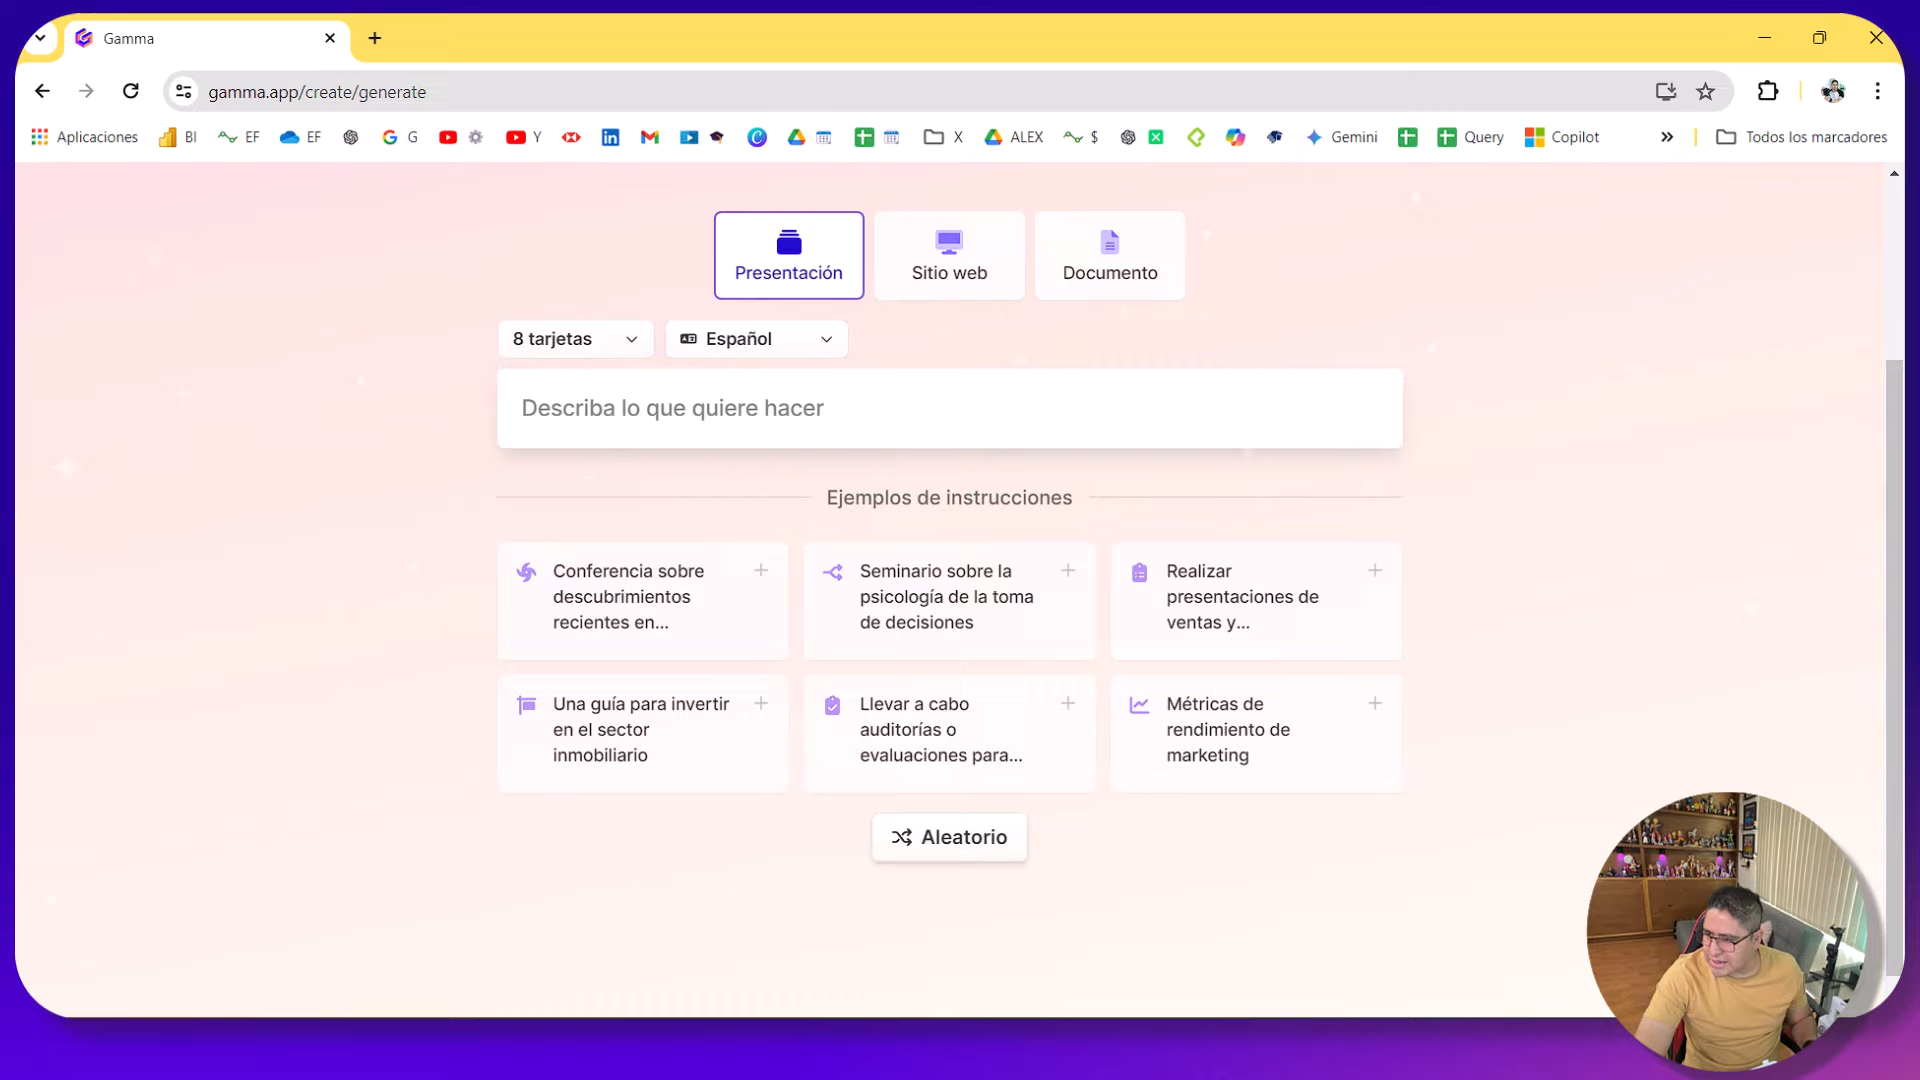 Gamma
gamma.app/create/generate
Aplicaciones BI EF EF G Y X ALEX $ Gemini Query Copilot » Todos los marcadores
Presentación
Sitio web
Documento
8 tarjetas
Español
Describa lo que quiere hacer
Ejemplos de instrucciones
Conferencia sobre
descubrimientos
recientes en...
Seminario sobre la
psicología de la toma
de decisiones
Realizar
presentaciones de
ventas y...
Una guía para invertir
en el sector
inmobiliario
Llevar a cabo
auditorías o
evaluaciones para...
Métricas de
rendimiento de
marketing
Aleatorio